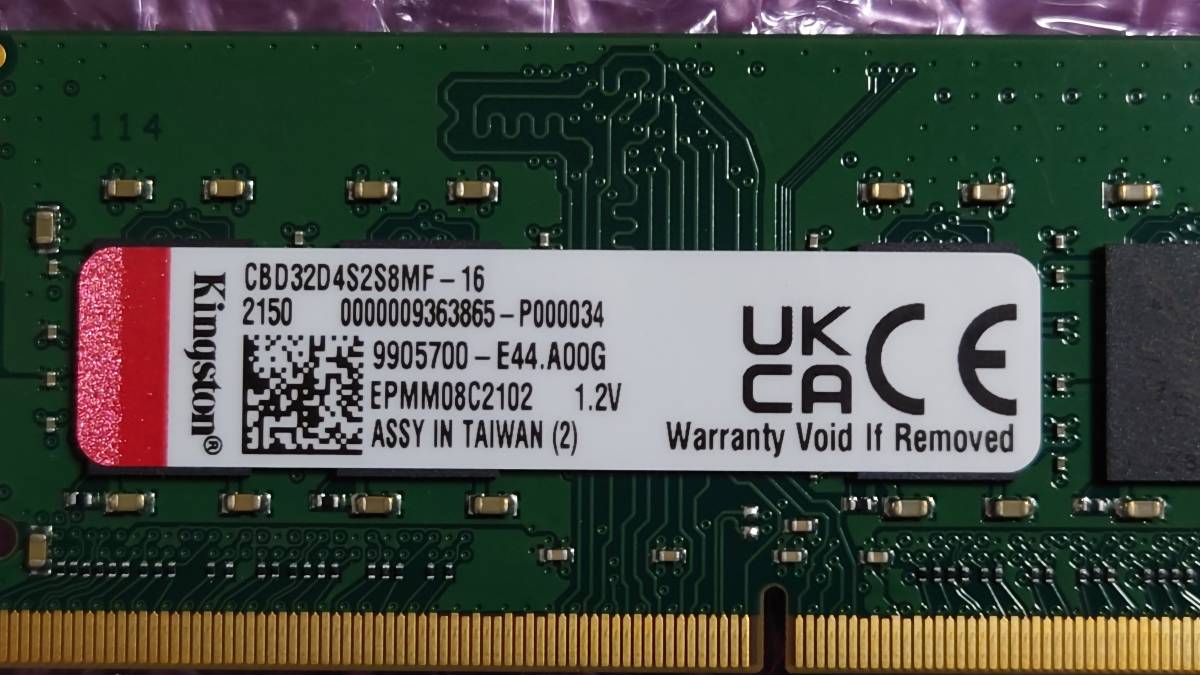 114
Kingston®
CBD32D4S2S8MF-16
2150 0000009363865-P000034
9905700-E44.A00G
EPMM08C2102 1.2V
ASSY IN TAIWAN (2)
UK
CA
CE
Warranty Void If Removed